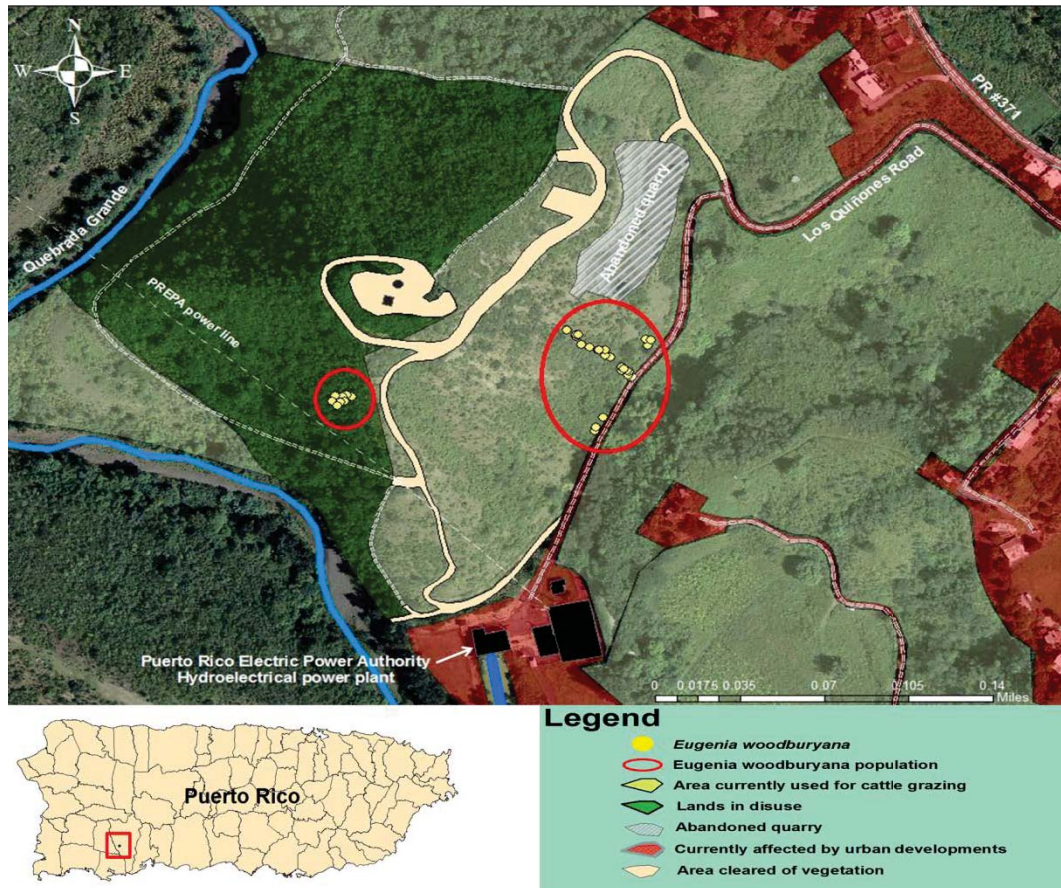 N
W E
S
PR #371
Los Quiñones Road
Quebrada Grande
Abandoned quarry
PREPA power line
Puerto Rico Electric Power Authority
Hydroelectrical power plant
0 0.0175 0.035 0.07 0.105 0.14
Miles
Puerto Rico
Legend
Eugenia woodburyana
Eugenia woodburyana population
Area currently used for cattle grazing
Lands in disuse
Abandoned quarry
Currently affected by urban developments
Area cleared of vegetation